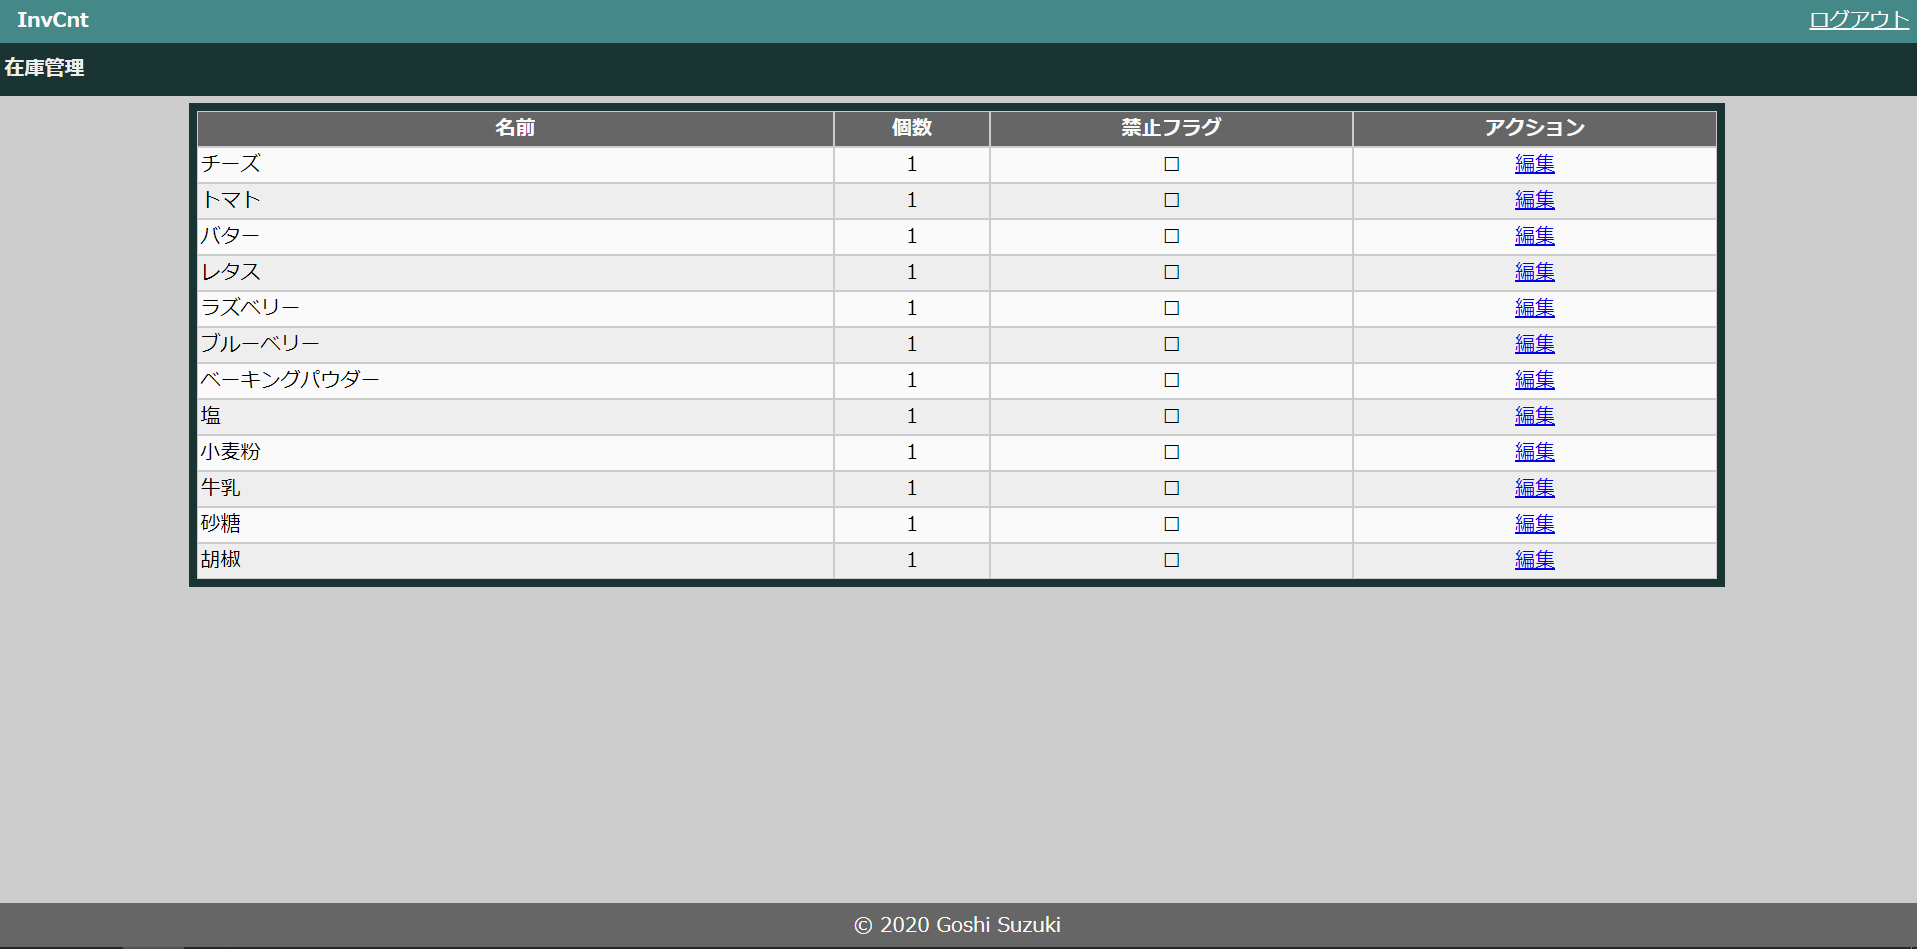 InvCnt ログアウト
在庫管理
名前 個数 禁止フラグ アクション
チーズ 1 ☐ 編集
トマト 1 ☐ 編集
バター 1 ☐ 編集
レタス 1 ☐ 編集
ラズベリー 1 ☐ 編集
ブルーベリー 1 ☐ 編集
ベーキングパウダー 1 ☐ 編集
塩 1 ☐ 編集
小麦粉 1 ☐ 編集
牛乳 1 ☐ 編集
砂糖 1 ☐ 編集
胡椒 1 ☐ 編集
© 2020 Goshi Suzuki